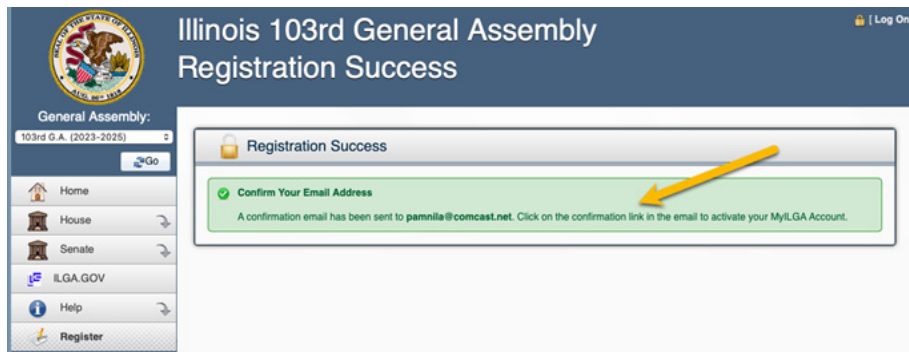 Illinois 103rd General Assembly
Registration Success
[ Log On
General Assembly:
103rd G.A. (2023-2025)
Go
Home
House
Senate
ILGA.GOV
Help
Register
Registration Success
Confirm Your Email Address
A confirmation email has been sent to pamnila@comcast.net. Click on the confirmation link in the email to activate your MyILGA Account.